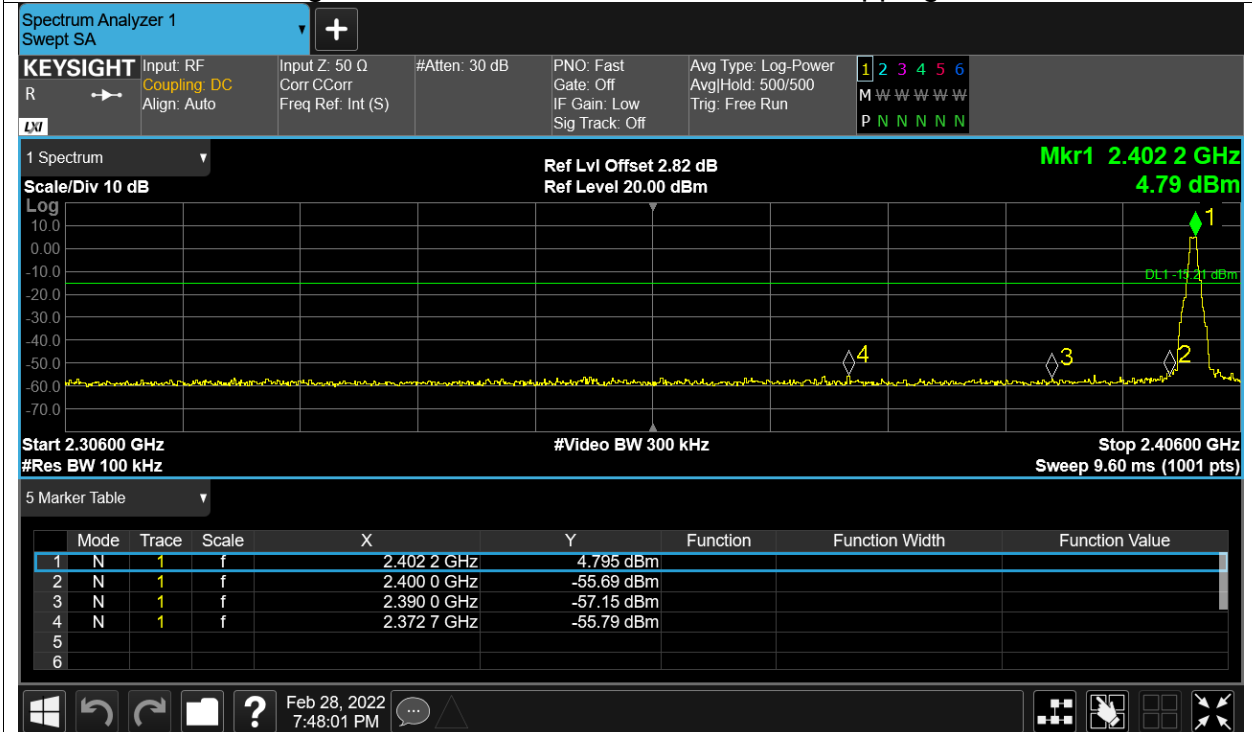 Spectrum Analyzer 1
Swept SA
+
KEYSIGHT Input: RF Input Z: 50 Ω #Atten: 30 dB PNO: Fast Avg Type: Log-Power 1 2 3 4 5 6
R Coupling: DC Corr CCorr Gate: Off Avg|Hold: 500/500 M W W W W W
Align: Auto Freq Ref: Int (S) IF Gain: Low Trig: Free Run
LXI Sig Track: Off P N N N N N
1 Spectrum Ref Lvl Offset 2.82 dB Mkr1 2.402 2 GHz
Scale/Div 10 dB Ref Level 20.00 dBm 4.79 dBm
Log
1
10.0
0.00
-10.0
DL1 -15.21 dBm
-20.0
-30.0
-40.0
4 3 2
-50.0
-60.0
-70.0
Start 2.30600 GHz #Video BW 300 kHz Stop 2.40600 GHz
#Res BW 100 kHz Sweep 9.60 ms (1001 pts)
5 Marker Table
Mode Trace Scale X Y Function Function Width Function Value
1 N 1 f 2.402 2 GHz 4.795 dBm
2 N 1 f 2.400 0 GHz -55.69 dBm
3 N 1 f 2.390 0 GHz -57.15 dBm
4 N 1 f 2.372 7 GHz -55.79 dBm
5
6
? Feb 28, 2022
7:48:01 PM